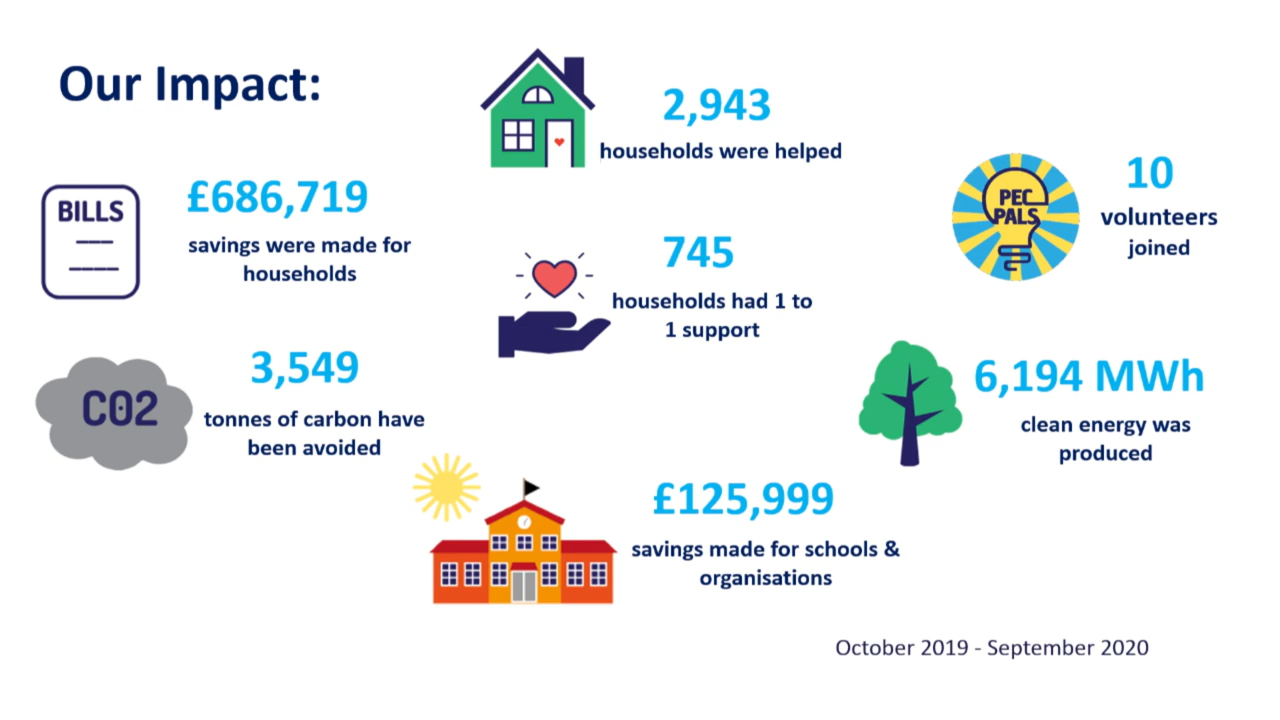 Our Impact:
2,943
households were helped
BILLS
£686,719
savings were made for
households
PEC
PALS
10
volunteers
joined
745
households had 1 to
1 support
CO2
3,549
tonnes of carbon have
been avoided
6,194 MWh
clean energy was
produced
£125,999
savings made for schools &
organisations
October 2019 - September 2020